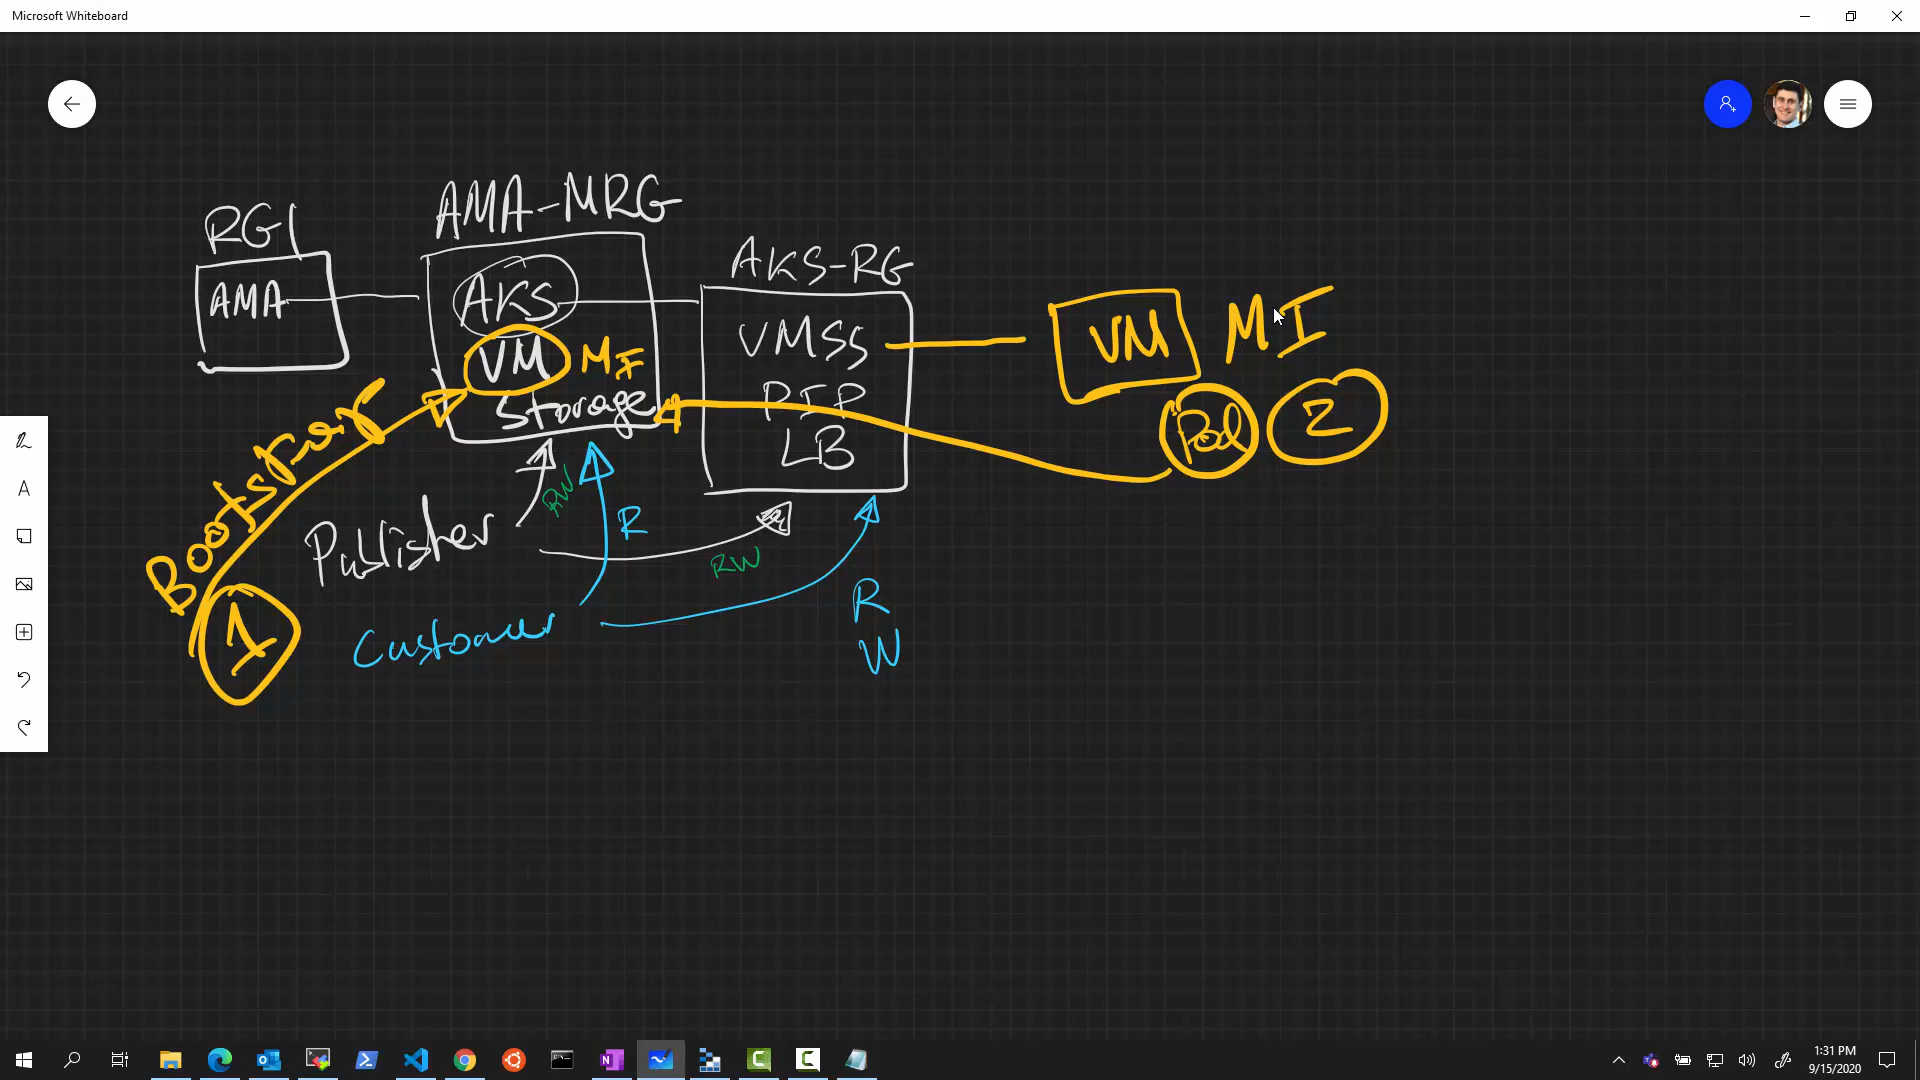 Microsoft Whiteboard
RG1
AMA
AMA-MRG
AKS
VM MI
Storage
AKS-RG
VMSS
PIP
LB
VM MI
Pod 2
Bootsrap
1
Publisher
RW
R
RW
Customer
R
W
A
1:31 PM
9/15/2020